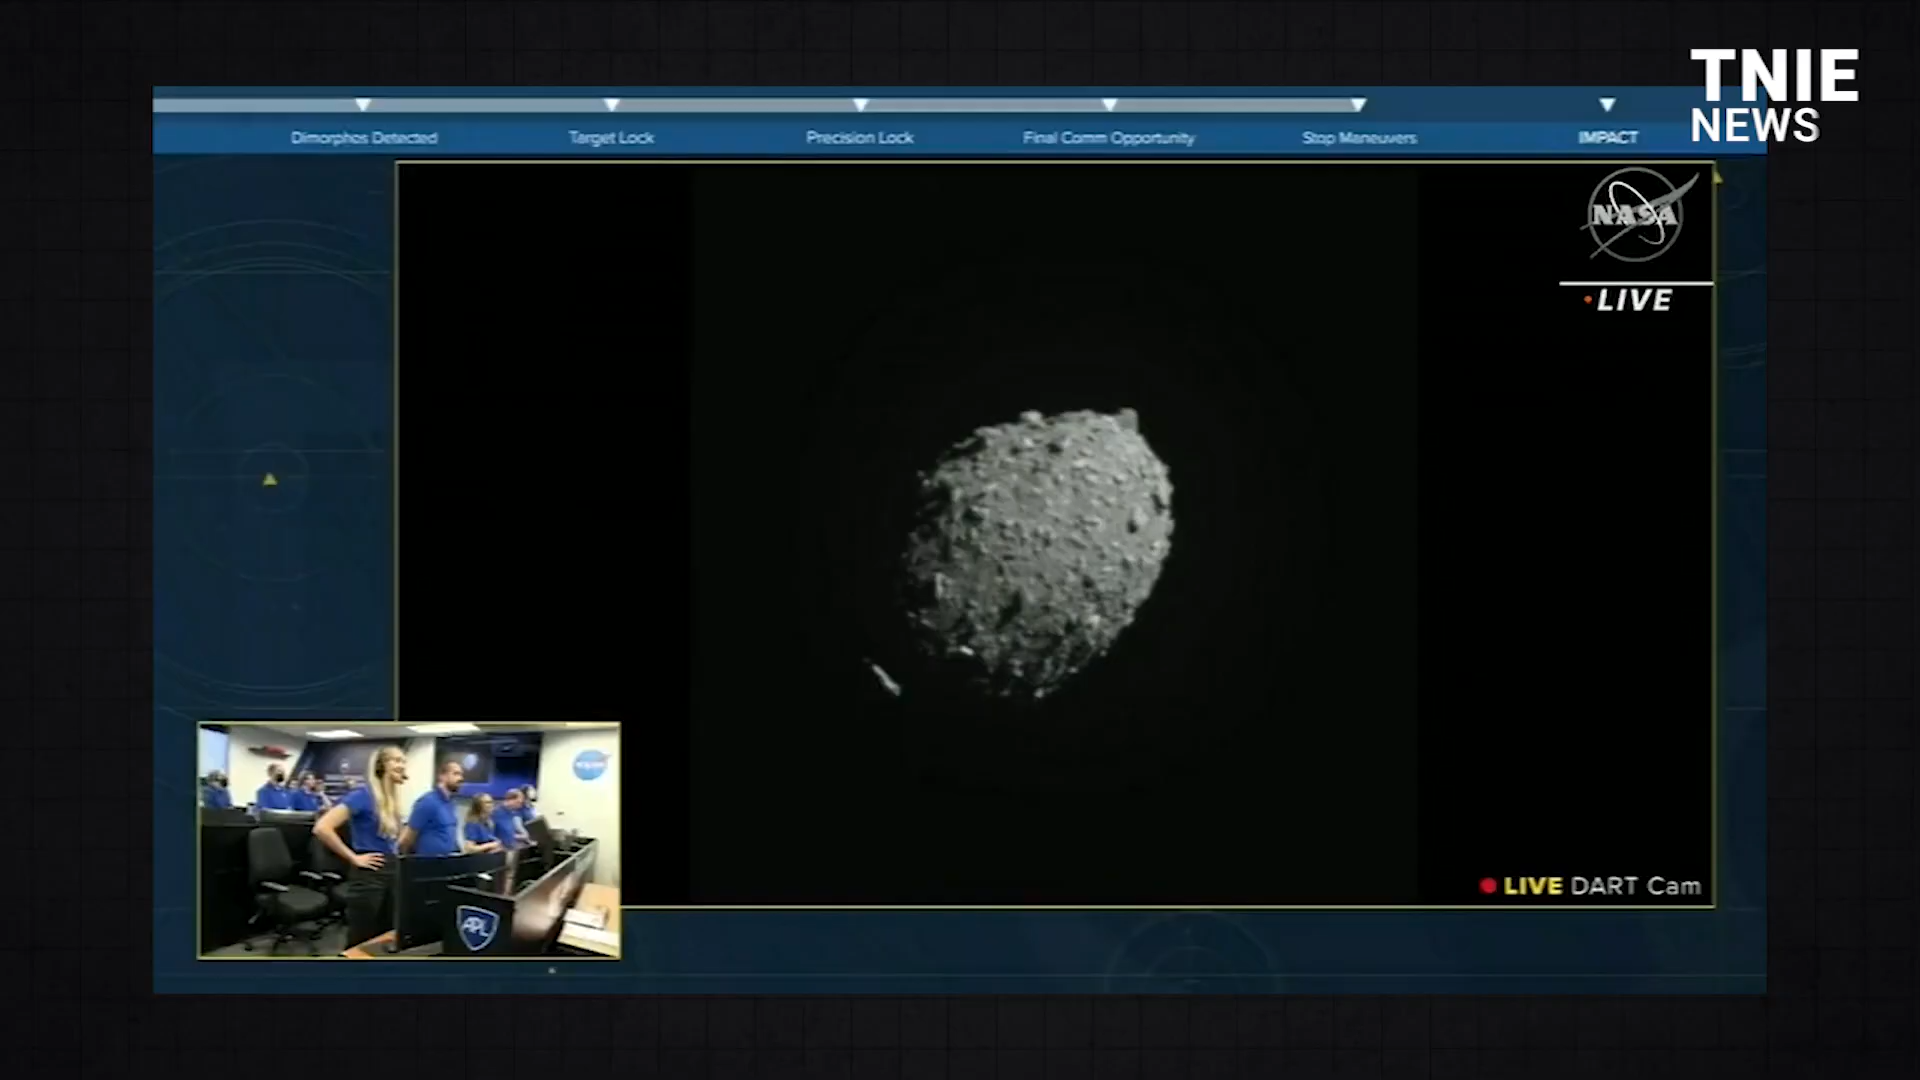 TNIE
NEWS
Dimorphos Detected
Target Lock
Precision Lock
Final Comm Opportunity
Stop Maneuvers
IMPACT
NASA
LIVE
NASA
APL
LIVE DART Cam